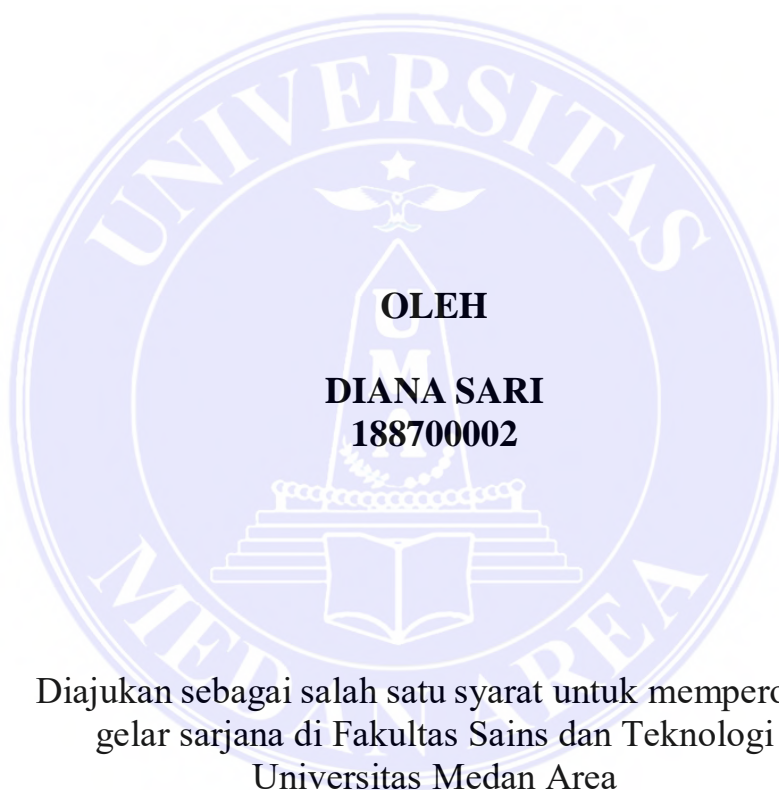 UNIVERSITAS
OLEH
UMA
DIANA SARI
188700002
MEDAN AREA
Diajukan sebagai salah satu syarat untuk
gelar sarjana di Fakultas Sains dan Teknologi
Universitas Medan Area